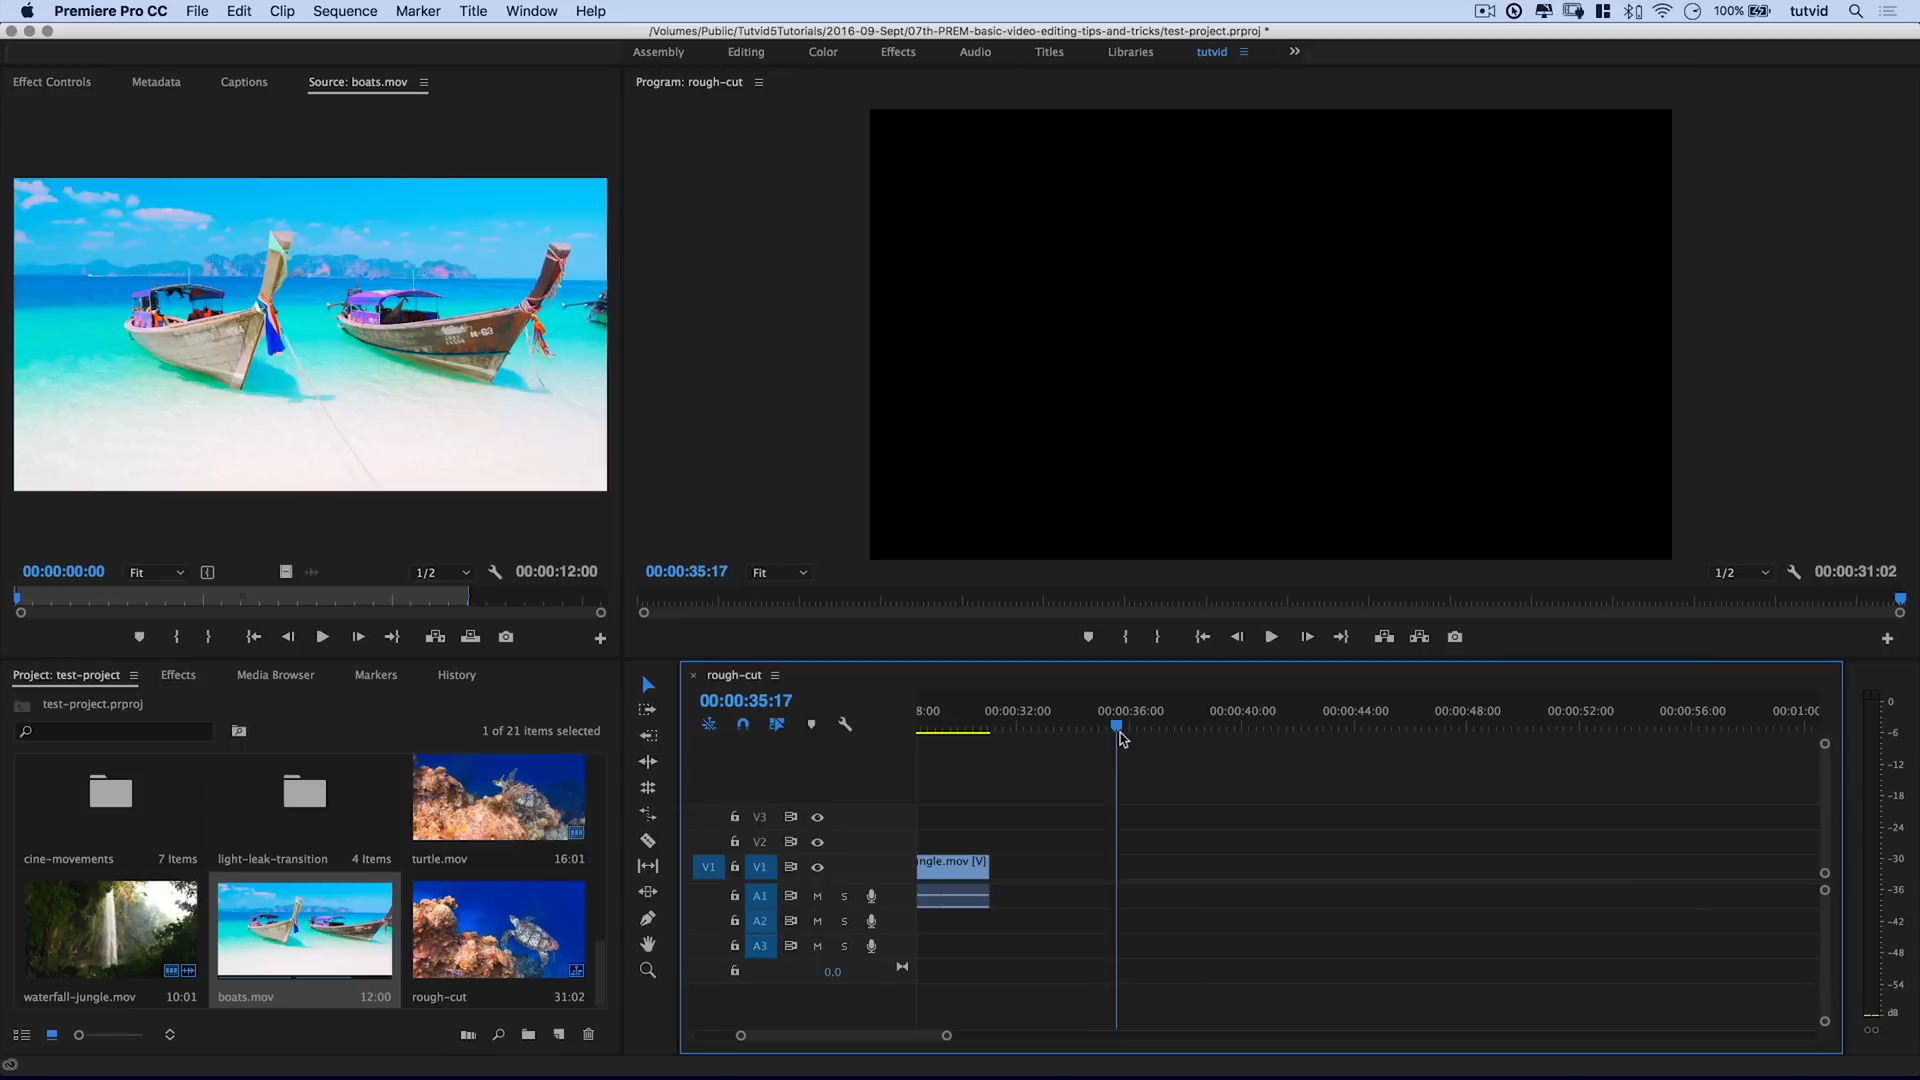 Premiere Pro CC File Edit Clip Sequence Marker Title Window Help 100% tutvid
/Volumes/Public/Tutvid5Tutorials/2016-09-Sept/07th-PREM-basic-video-editing-tips-and-tricks/test-project.prproj *
Assembly Editing Color Effects Audio Titles Libraries tutvid
Effect Controls Metadata Captions Source: boats.mov
Program: rough-cut
00:00:00:00 Fit 1/2 00:00:12:00
00:00:35:17 Fit 1/2 00:00:31:02
Project: test-project Effects Media Browser Markers History
test-project.prproj
1 of 21 items selected
cine-movements 7 Items
light-leak-transition 4 Items
turtle.mov 16:01
waterfall-jungle.mov 10:01
boats.mov 12:00
rough-cut 31:02
rough-cut
00:00:35:17
8:00 00:00:32:00 00:00:36:00 00:00:40:00 00:00:44:00 00:00:48:00 00:00:52:00 00:00:56:00 00:01:00
V3
V2
V1 V1
ngle.mov [V]
A1 M S
A2 M S
A3 M S
0.0
0
-6
-12
-18
-24
-30
-36
-42
-48
-54
dB